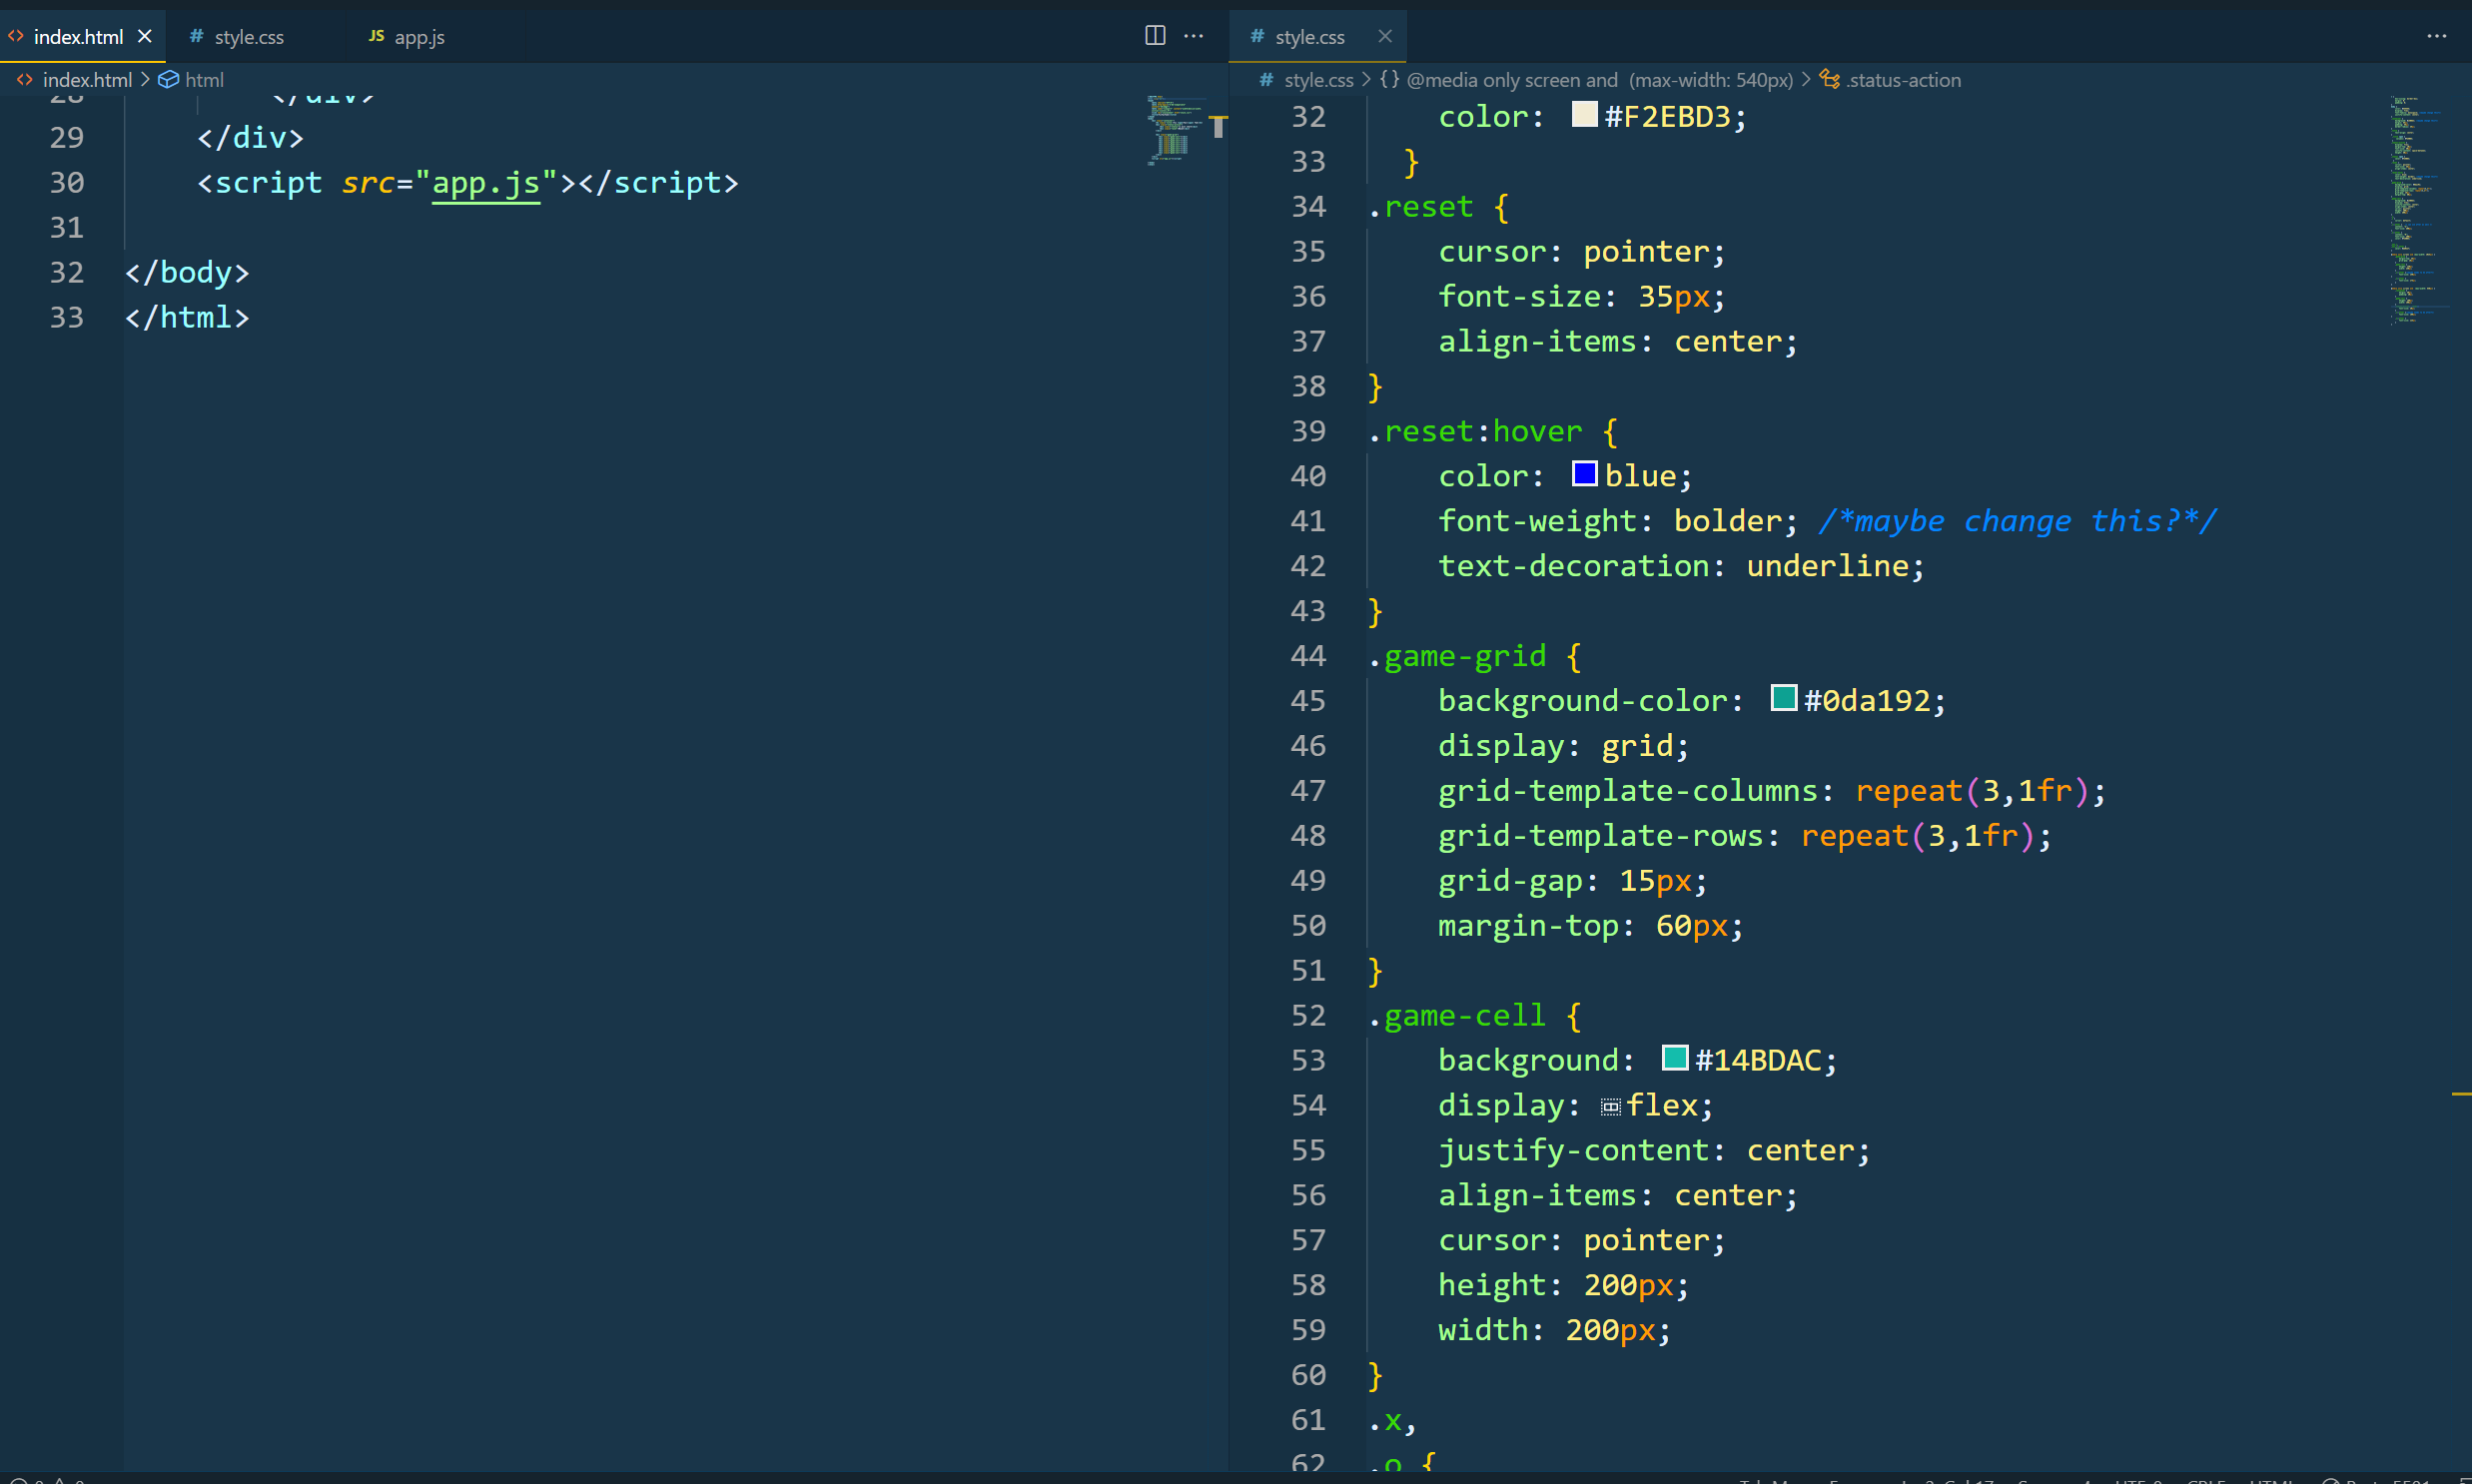 index.html
style.css
app.js
index.html > html
29 </div>
30 <script src="app.js"></script>
31
32 </body>
33 </html>
style.css
style.css > {} @media only screen and (max-width: 540px) > .status-action
32 color: #F2EBD3;
33 }
34 .reset {
35 cursor: pointer;
36 font-size: 35px;
37 align-items: center;
38 }
39 .reset:hover {
40 color: blue;
41 font-weight: bolder; /*maybe change this?*/
42 text-decoration: underline;
43 }
44 .game-grid {
45 background-color: #0da192;
46 display: grid;
47 grid-template-columns: repeat(3,1fr);
48 grid-template-rows: repeat(3,1fr);
49 grid-gap: 15px;
50 margin-top: 60px;
51 }
52 .game-cell {
53 background: #14BDAC;
54 display: flex;
55 justify-content: center;
56 align-items: center;
57 cursor: pointer;
58 height: 200px;
59 width: 200px;
60 }
61 .x,
62 .o {